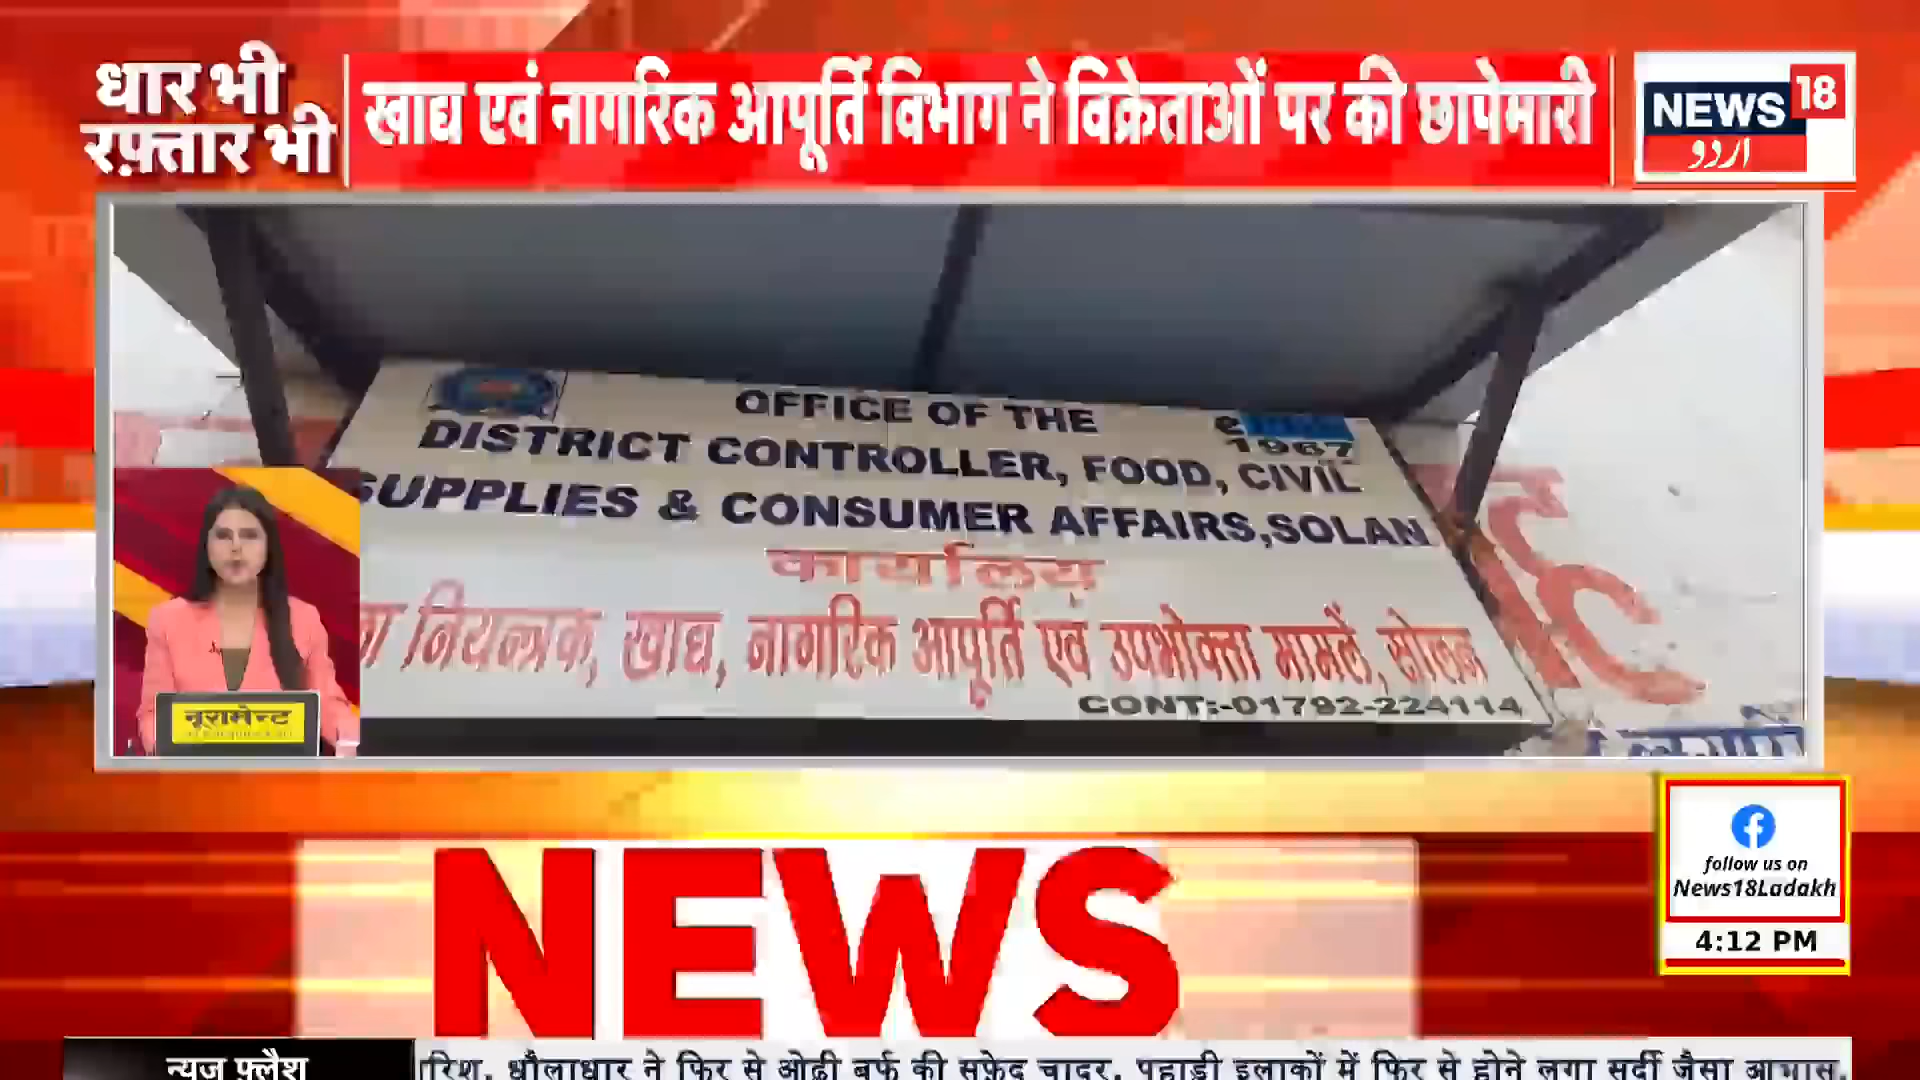 धार भी
रफ़्तार भी
खाद्य एवं नागरिक आपूर्ति विभाग ने विक्रेताओं पर की छापेमारी
NEWS 18
اردو
OFFICE OF THE
DISTRICT CONTROLLER, FOOD, CIVIL
SUPPLIES & CONSUMER AFFAIRS,SOLAN
1967
कार्यालय
नियन्त्रक, खाद्य, नागरिक आपूर्ति एवं उपभोक्ता मामलें, सोलन
CONT:-01792-224114
नूरामेन्ट
follow us on
News18Ladakh
4:12 PM
NEWS
न्यूज़ फ़्लैश
धौलाधार ने फिर से ओढ़ी बर्फ की सफ़ेद चादर, पहाड़ी इलाकों में फिर से होने लगा सर्दी जैसा आभास,